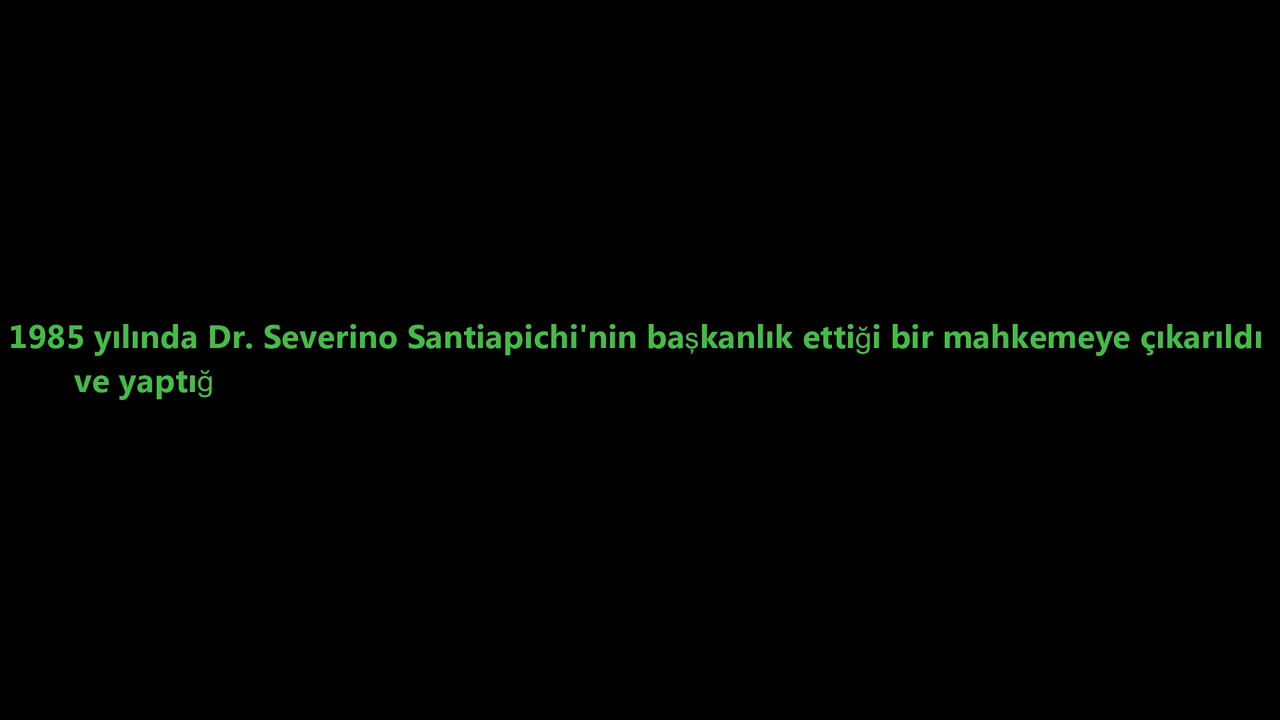 1985 yılında Dr. Severino Santiapichi'nin başkanlık ettiği bir mahkemeye çıkarıldı
ve yaptığ